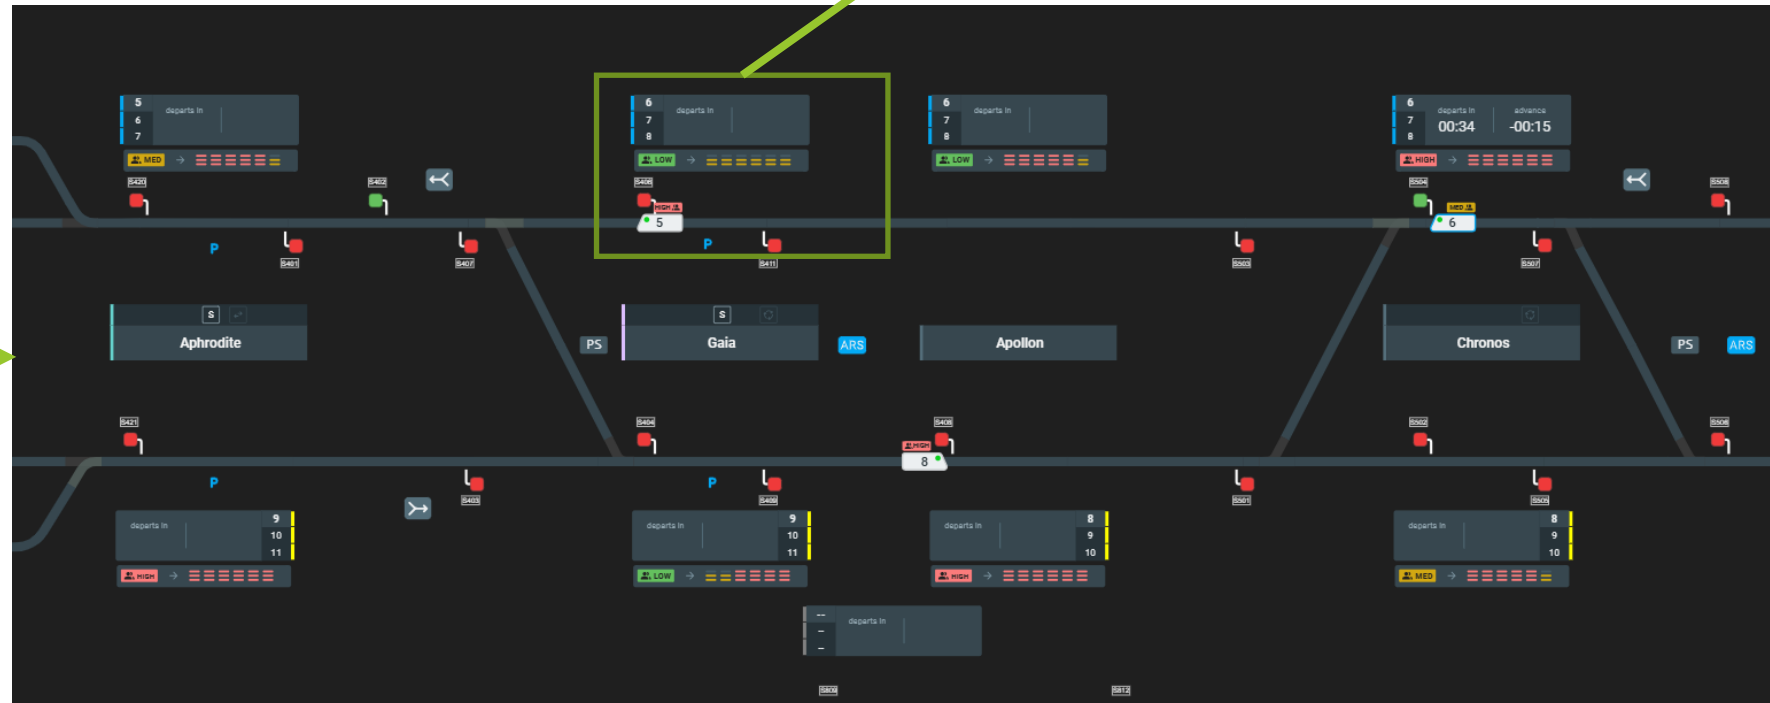 5
6
7
departs in
MED
S420
S402
6
7
8
departs in
LOW
S406
HIGH
5
6
7
8
departs in
LOW
6
7
8
departs in
00:34
advance
-00:15
HIGH
S504
MED
6
S508
P
S401
S407
P
S411
S503
S507
S
Aphrodite
PS
S
Gaia
ARS
Apollon
Chronos
PS
ARS
S421
S404
HIGH
8
S408
S502
S506
P
S403
P
S409
S501
S505
departs in
9
10
11
HIGH
departs in
9
10
11
LOW
departs in
8
9
10
HIGH
departs in
8
9
10
MED
--
–
–
departs in
S809
S812